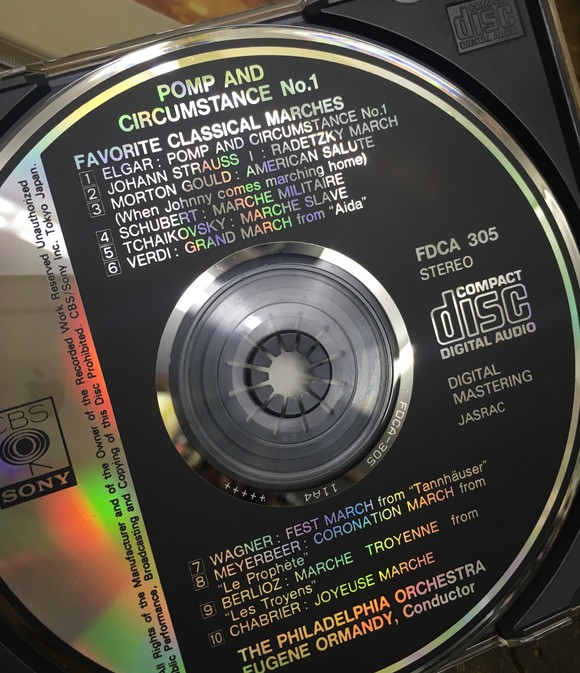 POMP AND
CIRCUMSTANCE No.1
FAVORITE CLASSICAL MARCHES
1 ELGAR: POMP AND CIRCUMSTANCE No.1
2 JOHANN STRAUSS I: RADETZKY MARCH
3 MORTON GOULD: AMERICAN SALUTE
(When Johnny comes marching home)
4 SCHUBERT: MARCHE MILITAIRE
5 TCHAIKOVSKY: MARCHE SLAVE
6 VERDI: GRAND MARCH from "Aida"
FDCA 305
STEREO
COMPACT
disc
DIGITAL AUDIO
DIGITAL
MASTERING
JASRAC
7 WAGNER: FEST MARCH from "Tannhäuser"
8 MEYERBEER: CORONATION MARCH from
"Le Prophète"
9 BERLIOZ: MARCHE TROYENNE from
"Les Troyens"
10 CHABRIER: JOYEUSE MARCHE
THE PHILADELPHIA ORCHESTRA
EUGENE ORMANDY, Conductor
CBS
SONY
All Rights of the Manufacturer and of the Owner of the Recorded Work Reserved Unauthorized
Public Performance, Broadcasting and Copying of this Disc Prohibited. CBS/Sony Inc. Tokyo Japan.
FDCA-305
11A4
+++++
disc